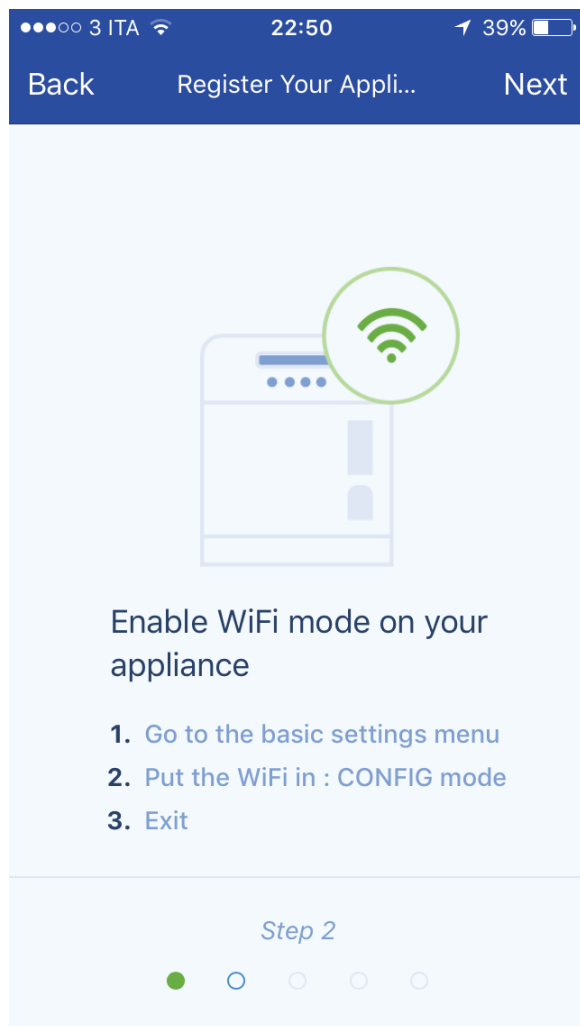 3 ITA 22:50 39%
Back Register Your Appli... Next
Enable WiFi mode on your
appliance
1. Go to the basic settings menu
2. Put the WiFi in : CONFIG mode
3. Exit
Step 2